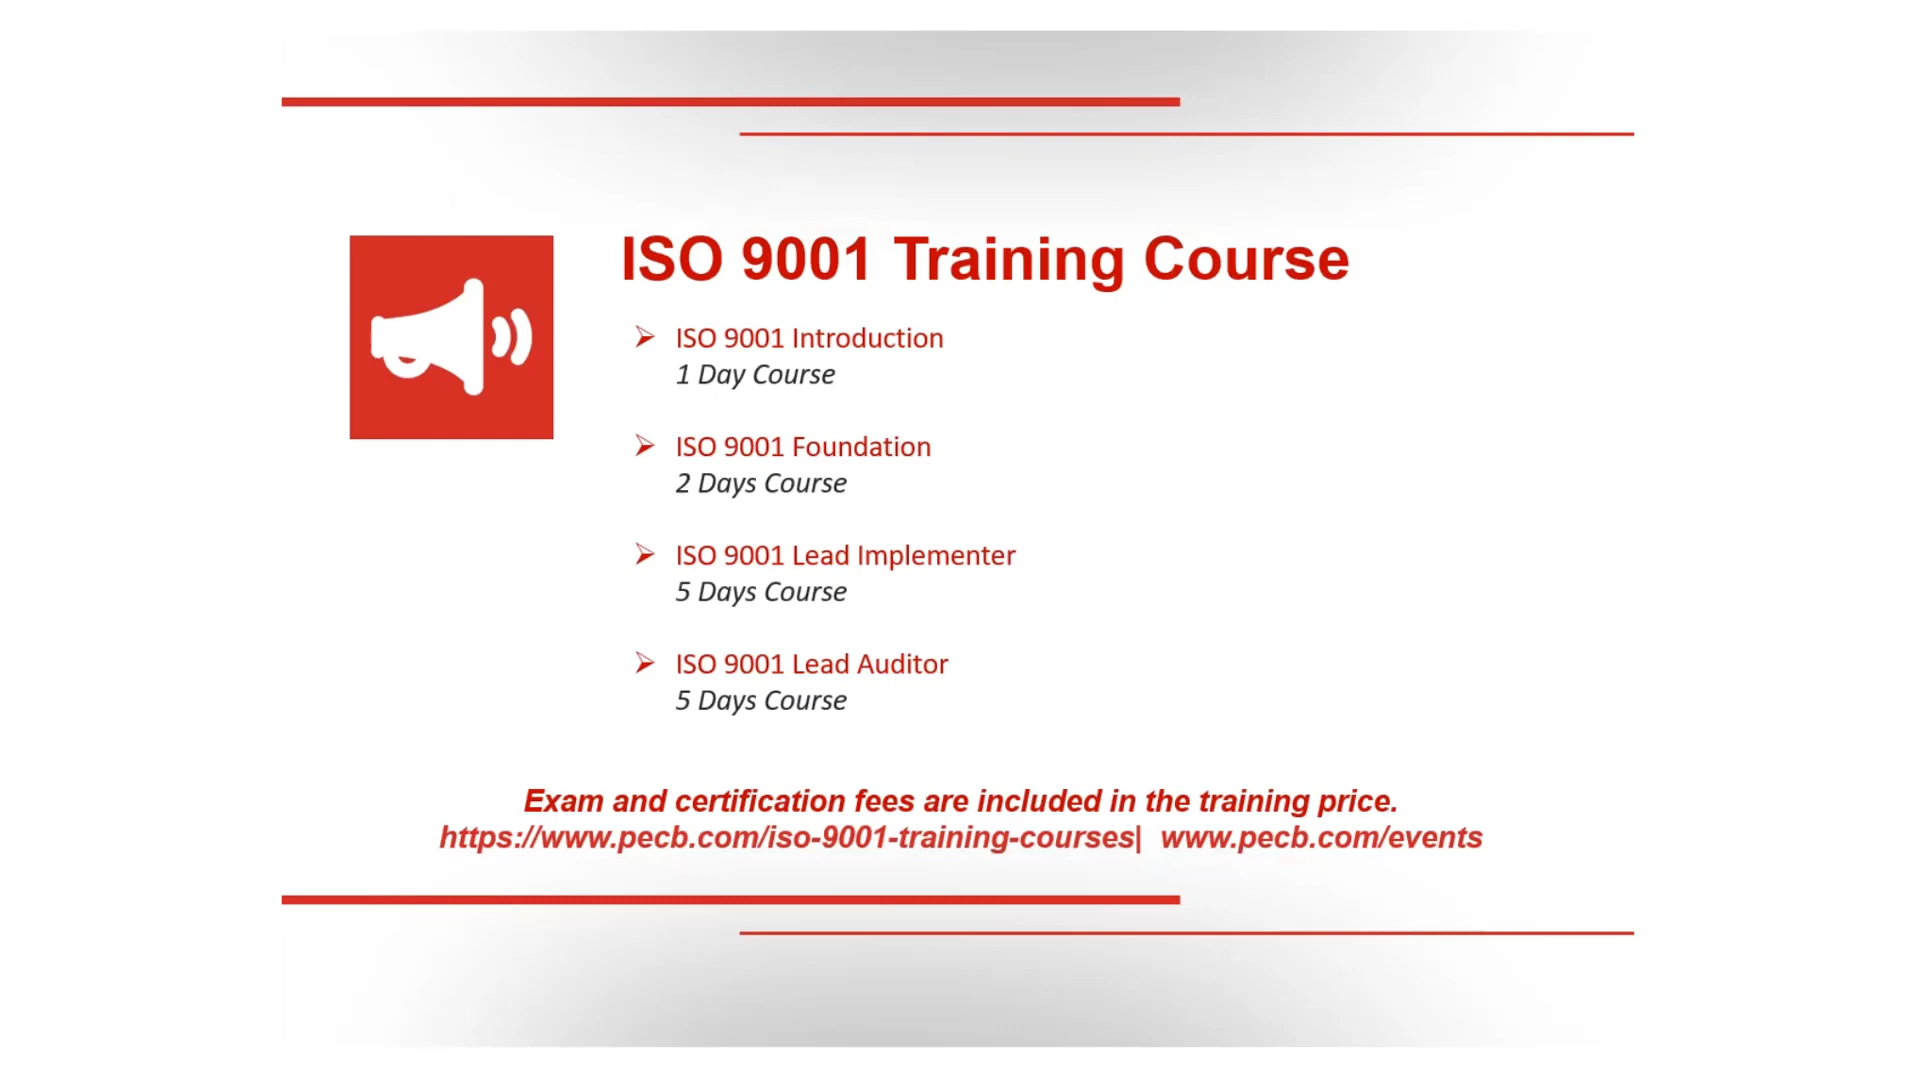 ISO 9001 Training Course
ISO 9001 Introduction
1 Day Course
ISO 9001 Foundation
2 Days Course
ISO 9001 Lead Implementer
5 Days Course
ISO 9001 Lead Auditor
5 Days Course
Exam and certification fees are included in the training price.
https://www.pecb.com/iso-9001-training-courses| www.pecb.com/events